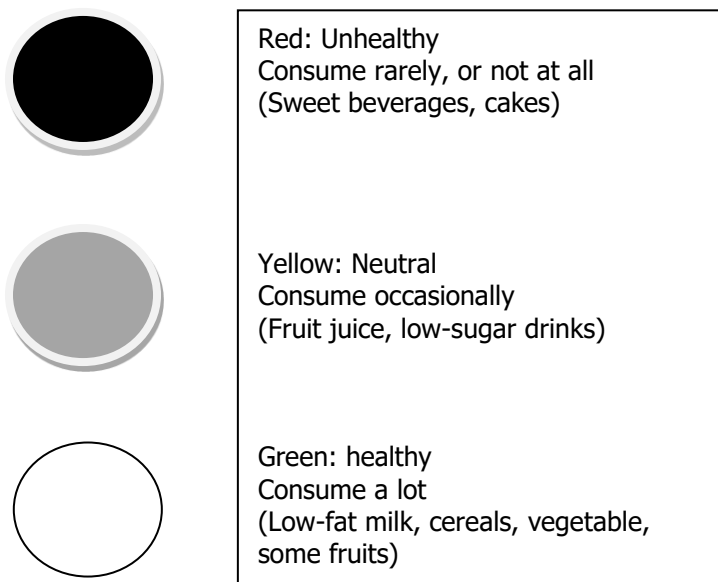 Red: Unhealthy
Consume rarely, or not at all
(Sweet beverages, cakes)
Yellow: Neutral
Consume occasionally
(Fruit juice, low-sugar drinks)
Green: healthy
Consume a lot
(Low-fat milk, cereals, vegetable,
some fruits)